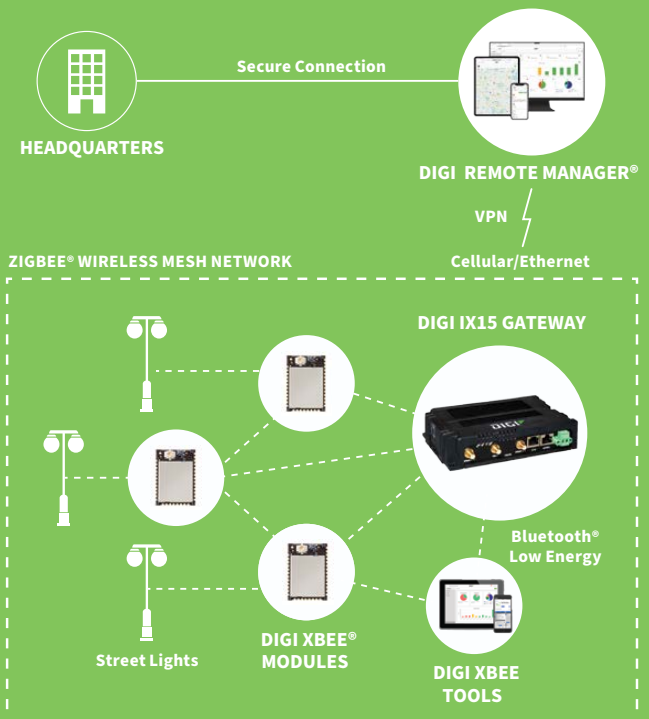 Secure Connection
HEADQUARTERS
DIGI REMOTE MANAGER®
VPN
Cellular/Ethernet
ZIGBEE® WIRELESS MESH NETWORK
DIGI IX15 GATEWAY
DIGI
Bluetooth®
Low Energy
Street Lights
DIGI XBEE®
MODULES
DIGI XBEE
TOOLS